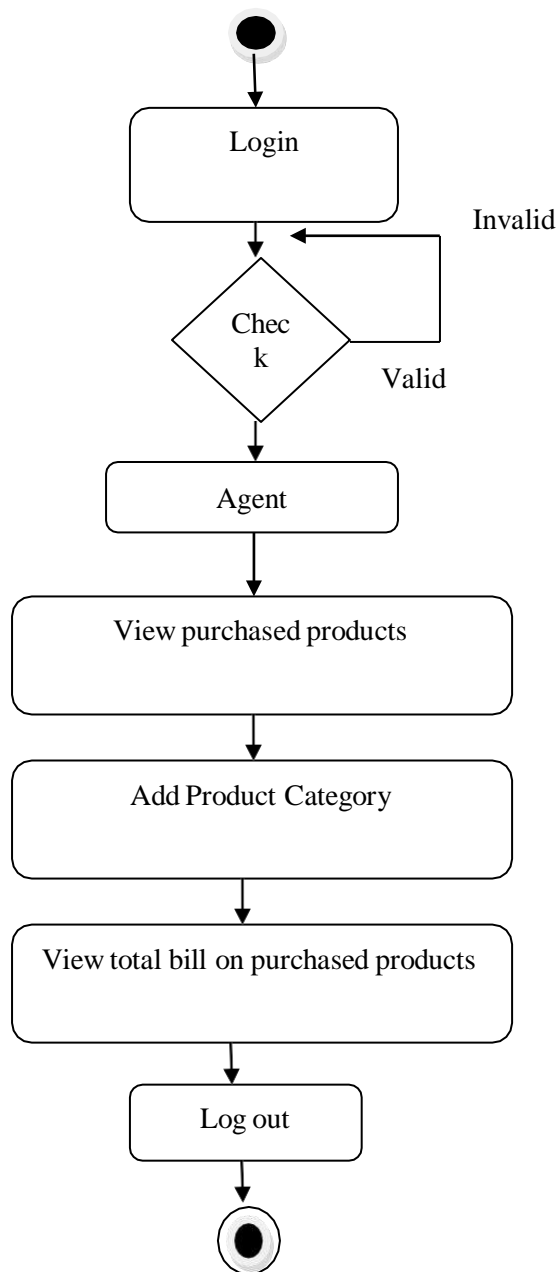 Login
Invalid
Chec
k
Valid
Agent
View purchased products
Add Product Category
View total bill on purchased products
Log out